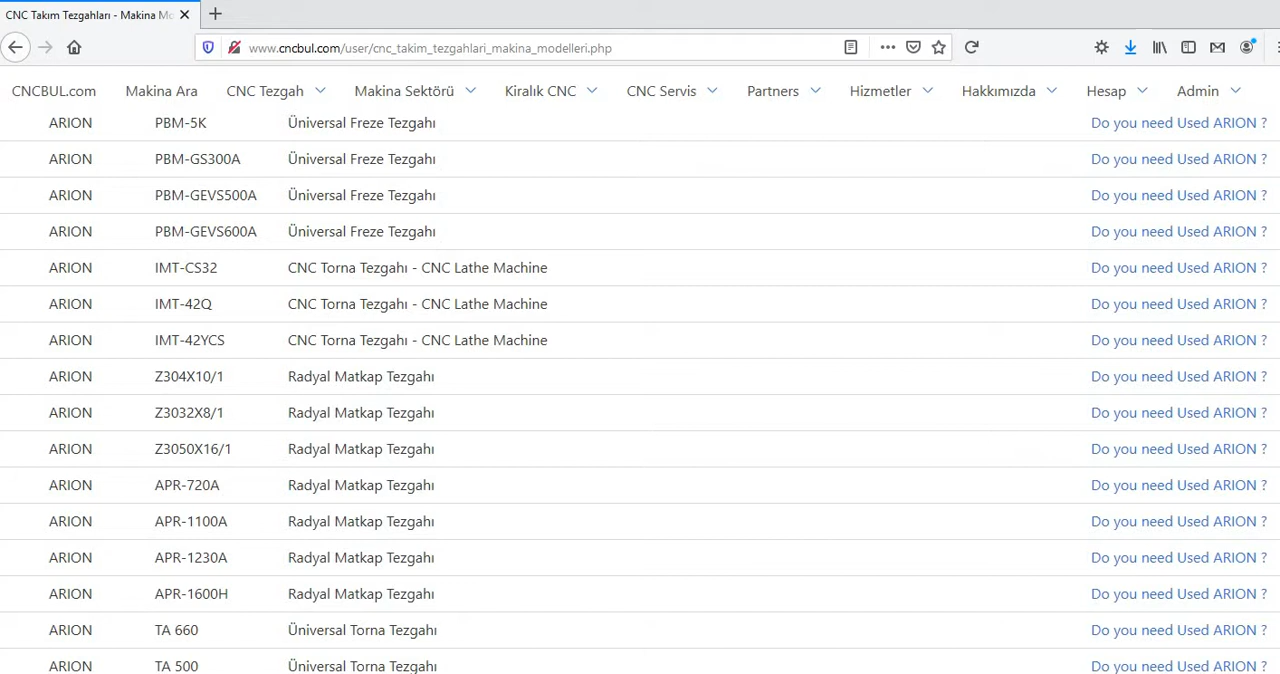 CNC Takım Tezgahları - Makina Mo
www.cncbul.com/user/cnc_takim_tezgahlari_makina_modelleri.php
CNCBUL.com Makina Ara CNC Tezgah Makina Sektörü Kiralık CNC CNC Servis Partners Hizmetler Hakkımızda Hesap Admin
ARION PBM-5K Üniversal Freze Tezgahı Do you need Used ARION ?
ARION PBM-GS300A Üniversal Freze Tezgahı Do you need Used ARION ?
ARION PBM-GEVS500A Üniversal Freze Tezgahı Do you need Used ARION ?
ARION PBM-GEVS600A Üniversal Freze Tezgahı Do you need Used ARION ?
ARION IMT-CS32 CNC Torna Tezgahı - CNC Lathe Machine Do you need Used ARION ?
ARION IMT-42Q CNC Torna Tezgahı - CNC Lathe Machine Do you need Used ARION ?
ARION IMT-42YCS CNC Torna Tezgahı - CNC Lathe Machine Do you need Used ARION ?
ARION Z304X10/1 Radyal Matkap Tezgahı Do you need Used ARION ?
ARION Z3032X8/1 Radyal Matkap Tezgahı Do you need Used ARION ?
ARION Z3050X16/1 Radyal Matkap Tezgahı Do you need Used ARION ?
ARION APR-720A Radyal Matkap Tezgahı Do you need Used ARION ?
ARION APR-1100A Radyal Matkap Tezgahı Do you need Used ARION ?
ARION APR-1230A Radyal Matkap Tezgahı Do you need Used ARION ?
ARION APR-1600H Radyal Matkap Tezgahı Do you need Used ARION ?
ARION TA 660 Üniversal Torna Tezgahı Do you need Used ARION ?
ARION TA 500 Üniversal Torna Tezgahı Do you need Used ARION ?